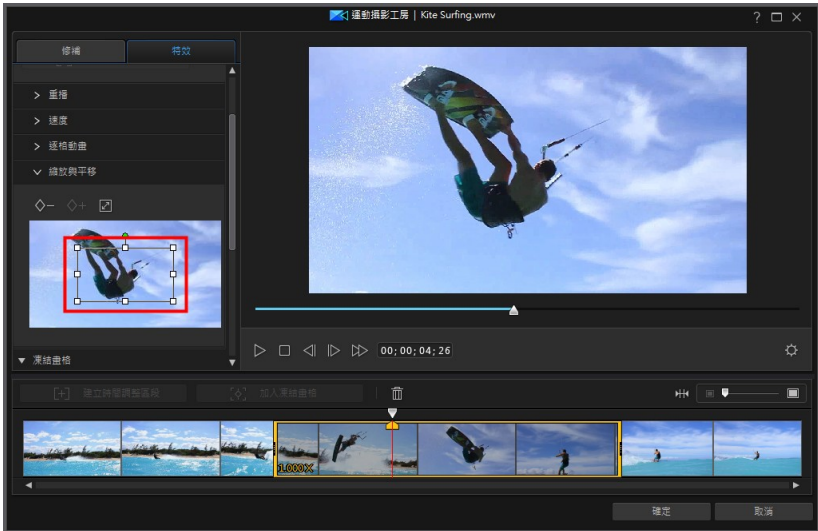 運動攝影工房 | Kite Surfing.wmv
修補
特效
重播
速度
逐格動畫
縮放與平移
凍結畫格
00;00;04;26
建立時間調整區段
加入凍結畫格
1.000X
確定
取消